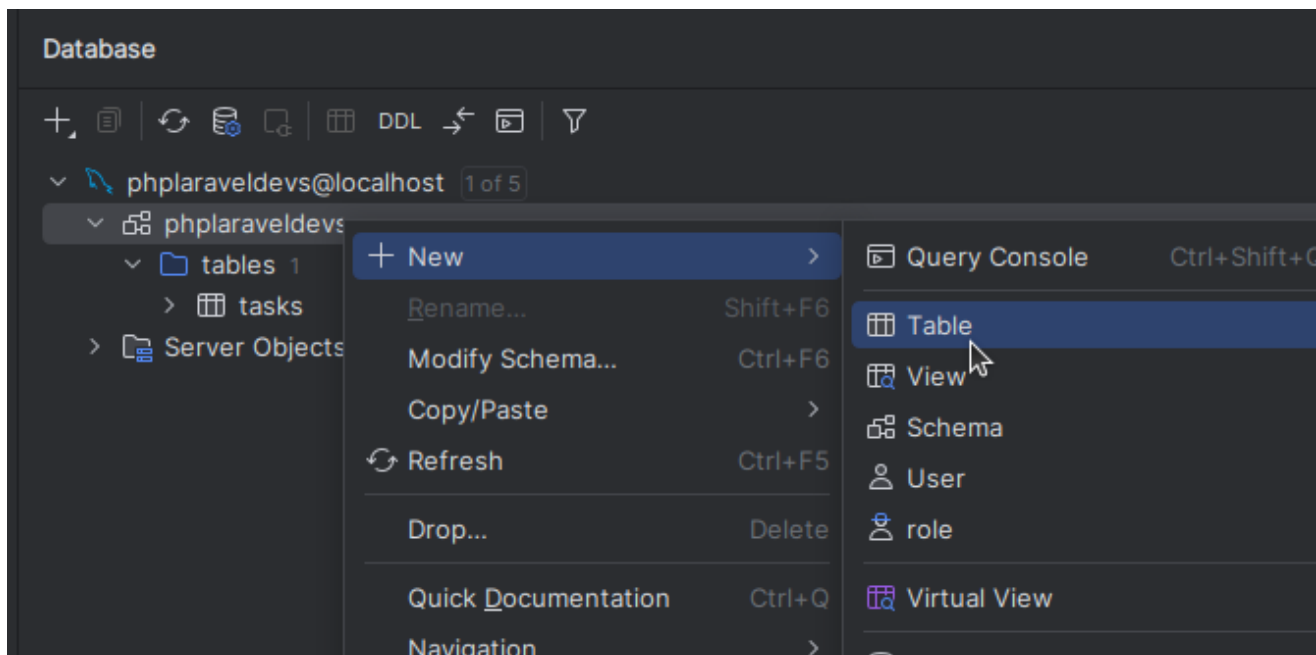 Database
DDL
phplaraveldevs@localhost 1 of 5
phplaraveldevs
tables 1
tasks
Server Objects
New
Rename... Shift+F6
Modify Schema... Ctrl+F6
Copy/Paste
Refresh Ctrl+F5
Drop... Delete
Quick Documentation Ctrl+Q
Navigation
Query Console Ctrl+Shift+Q
Table
View
Schema
User
role
Virtual View